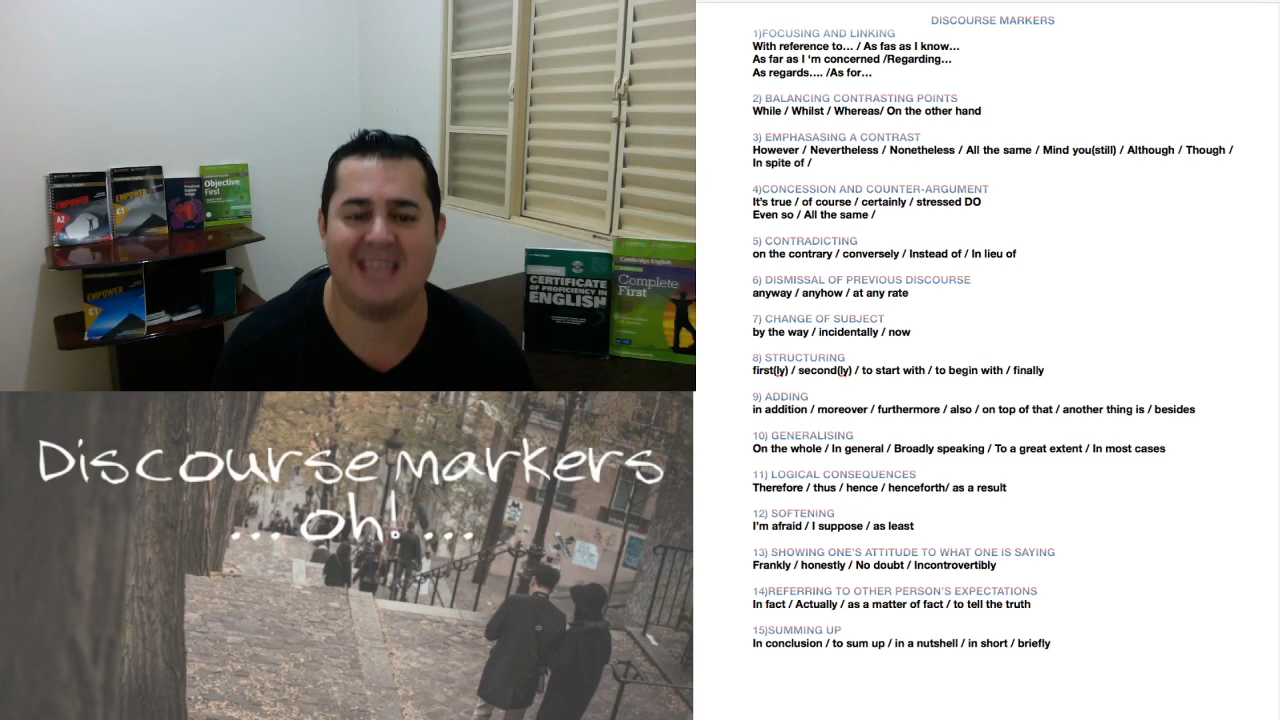 EMPOWER
A2
EMPOWER
C1
Objective
First
EMPOWER
C1
CERTIFICATE
OF PROFICIENCY IN
ENGLISH
5
Cambridge English
Complete
First
Discourse markers
... oh! ...
DISCOURSE MARKERS
1)FOCUSING AND LINKING
With reference to… / As fas as I know…
As far as I 'm concerned /Regarding…
As regards…. /As for…
2) BALANCING CONTRASTING POINTS
While / Whilst / Whereas/ On the other hand
3) EMPHASASING A CONTRAST
However / Nevertheless / Nonetheless / All the same / Mind you(still) / Although / Though /
In spite of /
4)CONCESSION AND COUNTER-ARGUMENT
It's true / of course / certainly / stressed DO
Even so / All the same /
5) CONTRADICTING
on the contrary / conversely / Instead of / In lieu of
6) DISMISSAL OF PREVIOUS DISCOURSE
anyway / anyhow / at any rate
7) CHANGE OF SUBJECT
by the way / incidentally / now
8) STRUCTURING
first(ly) / second(ly) / to start with / to begin with / finally
9) ADDING
in addition / moreover / furthermore / also / on top of that / another thing is / besides
10) GENERALISING
On the whole / In general / Broadly speaking / To a great extent / In most cases
11) LOGICAL CONSEQUENCES
Therefore / thus / hence / henceforth/ as a result
12) SOFTENING
I'm afraid / I suppose / as least
13) SHOWING ONE'S ATTITUDE TO WHAT ONE IS SAYING
Frankly / honestly / No doubt / Incontrovertibly
14)REFERRING TO OTHER PERSON'S EXPECTATIONS
In fact / Actually / as a matter of fact / to tell the truth
15)SUMMING UP
In conclusion / to sum up / in a nutshell / in short / briefly